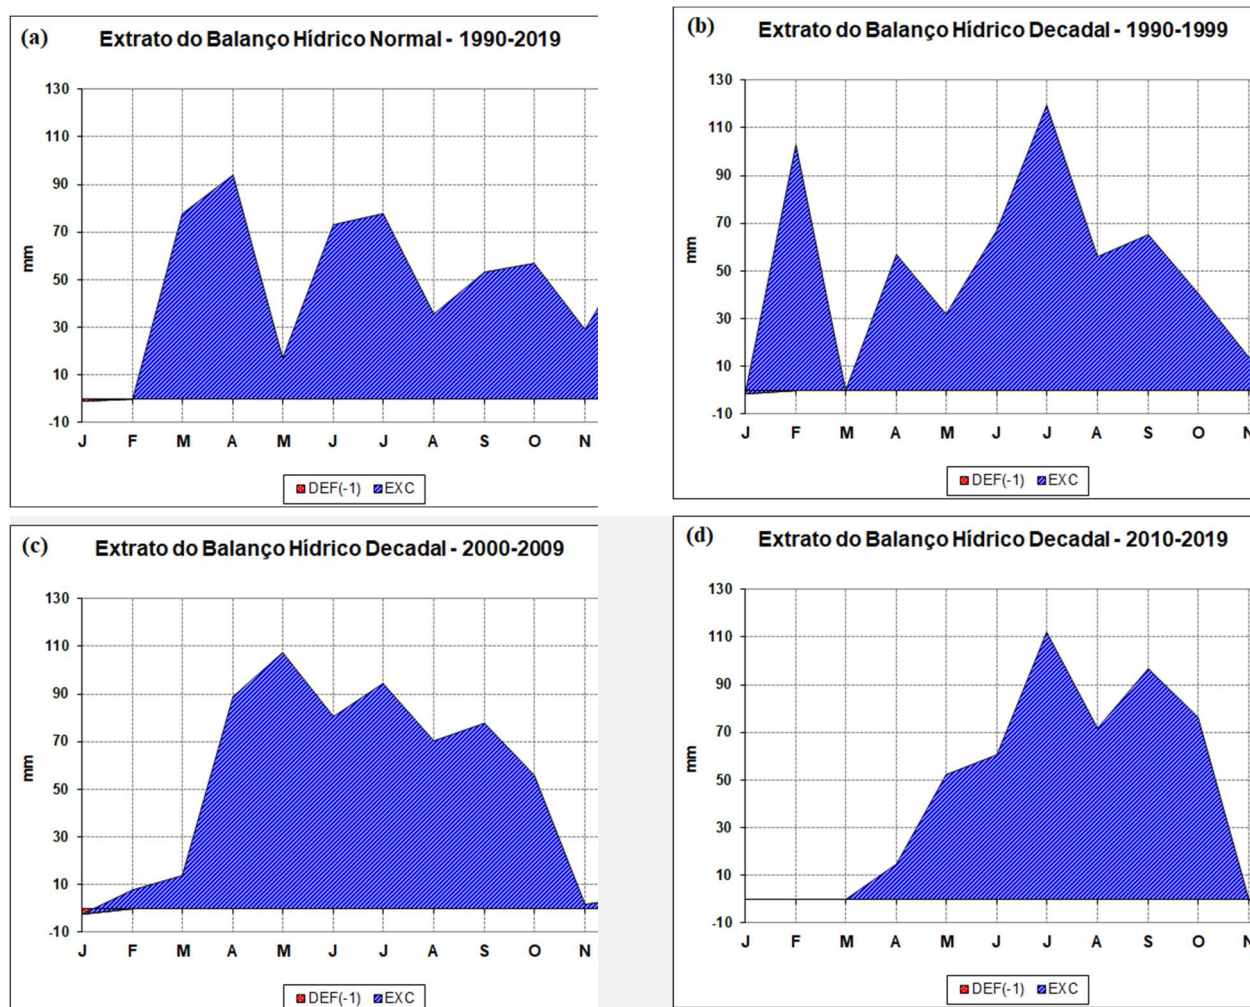 (a) Extrato do Balanço Hídrico Normal - 1990-2019
130
110
90
70
50
30
10
-10
mm
J F M A M J J A S O N
DEF(-1) EXC
(b) Extrato do Balanço Hídrico Decadal - 1990-1999
130
110
90
70
50
30
10
-10
mm
J F M A M J J A S O N
DEF(-1) EXC
(c) Extrato do Balanço Hídrico Decadal - 2000-2009
130
110
90
70
50
30
10
-10
mm
J F M A M J J A S O N
DEF(-1) EXC
(d) Extrato do Balanço Hídrico Decadal - 2010-2019
130
110
90
70
50
30
10
-10
mm
J F M A M J J A S O N
DEF(-1) EXC